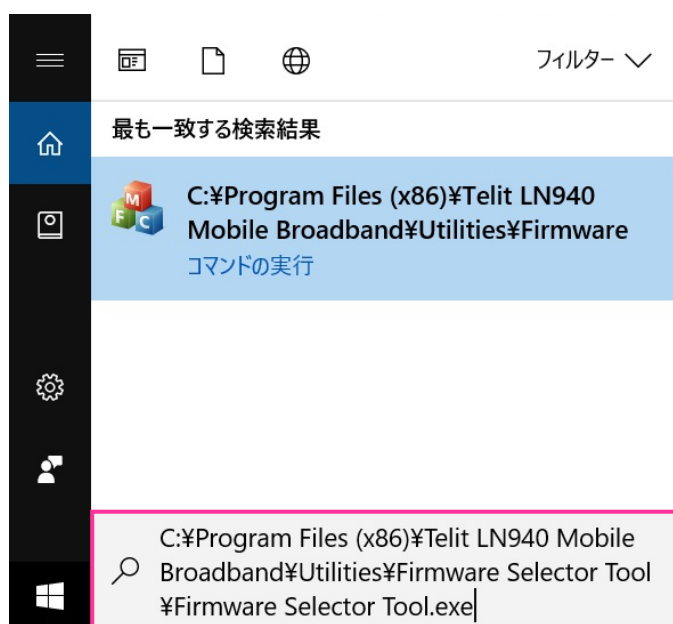 フィルター
最も一致する検索結果
M
F C
C:¥Program Files (x86)¥Telit LN940
Mobile Broadband¥Utilities¥Firmware
コマンドの実行
C:¥Program Files (x86)¥Telit LN940 Mobile
Broadband¥Utilities¥Firmware Selector Tool
¥Firmware Selector Tool.exe